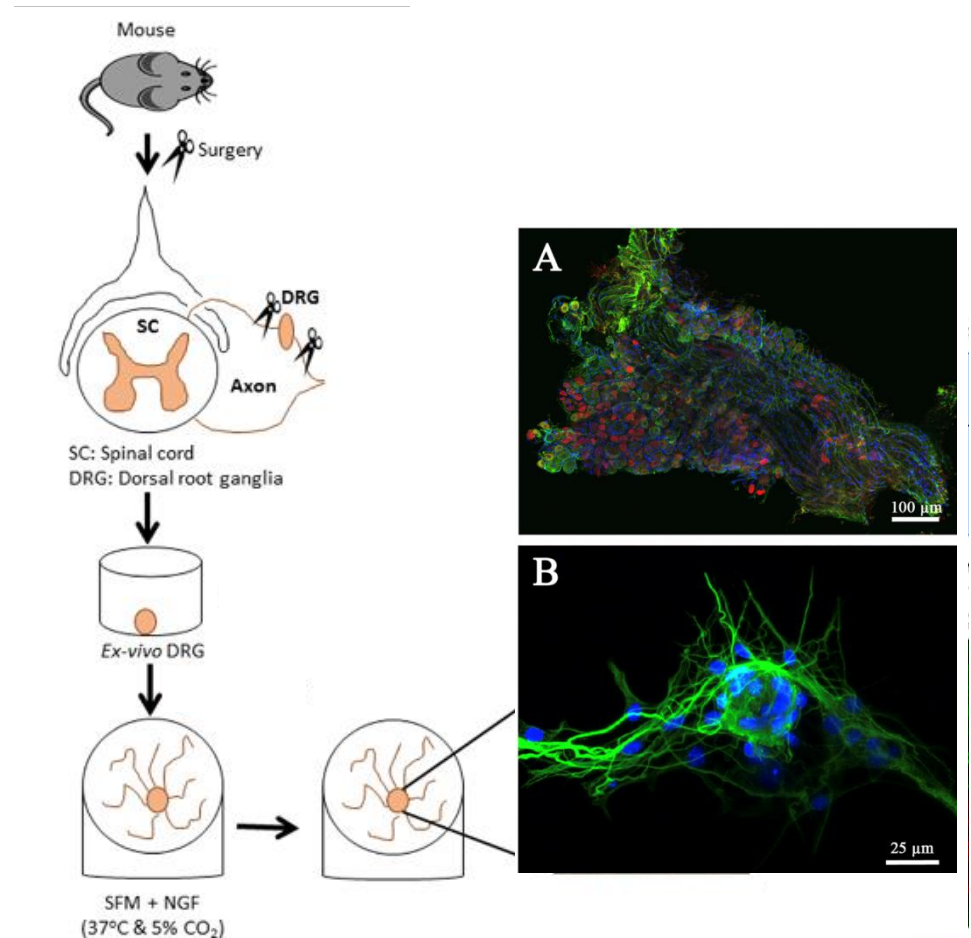 Mouse
Surgery
DRG
SC
Axon
SC: Spinal cord
DRG: Dorsal root ganglia
Ex-vivo DRG
SFM + NGF
(37ºC & 5% CO₂)
A
100 µm
B
25 µm